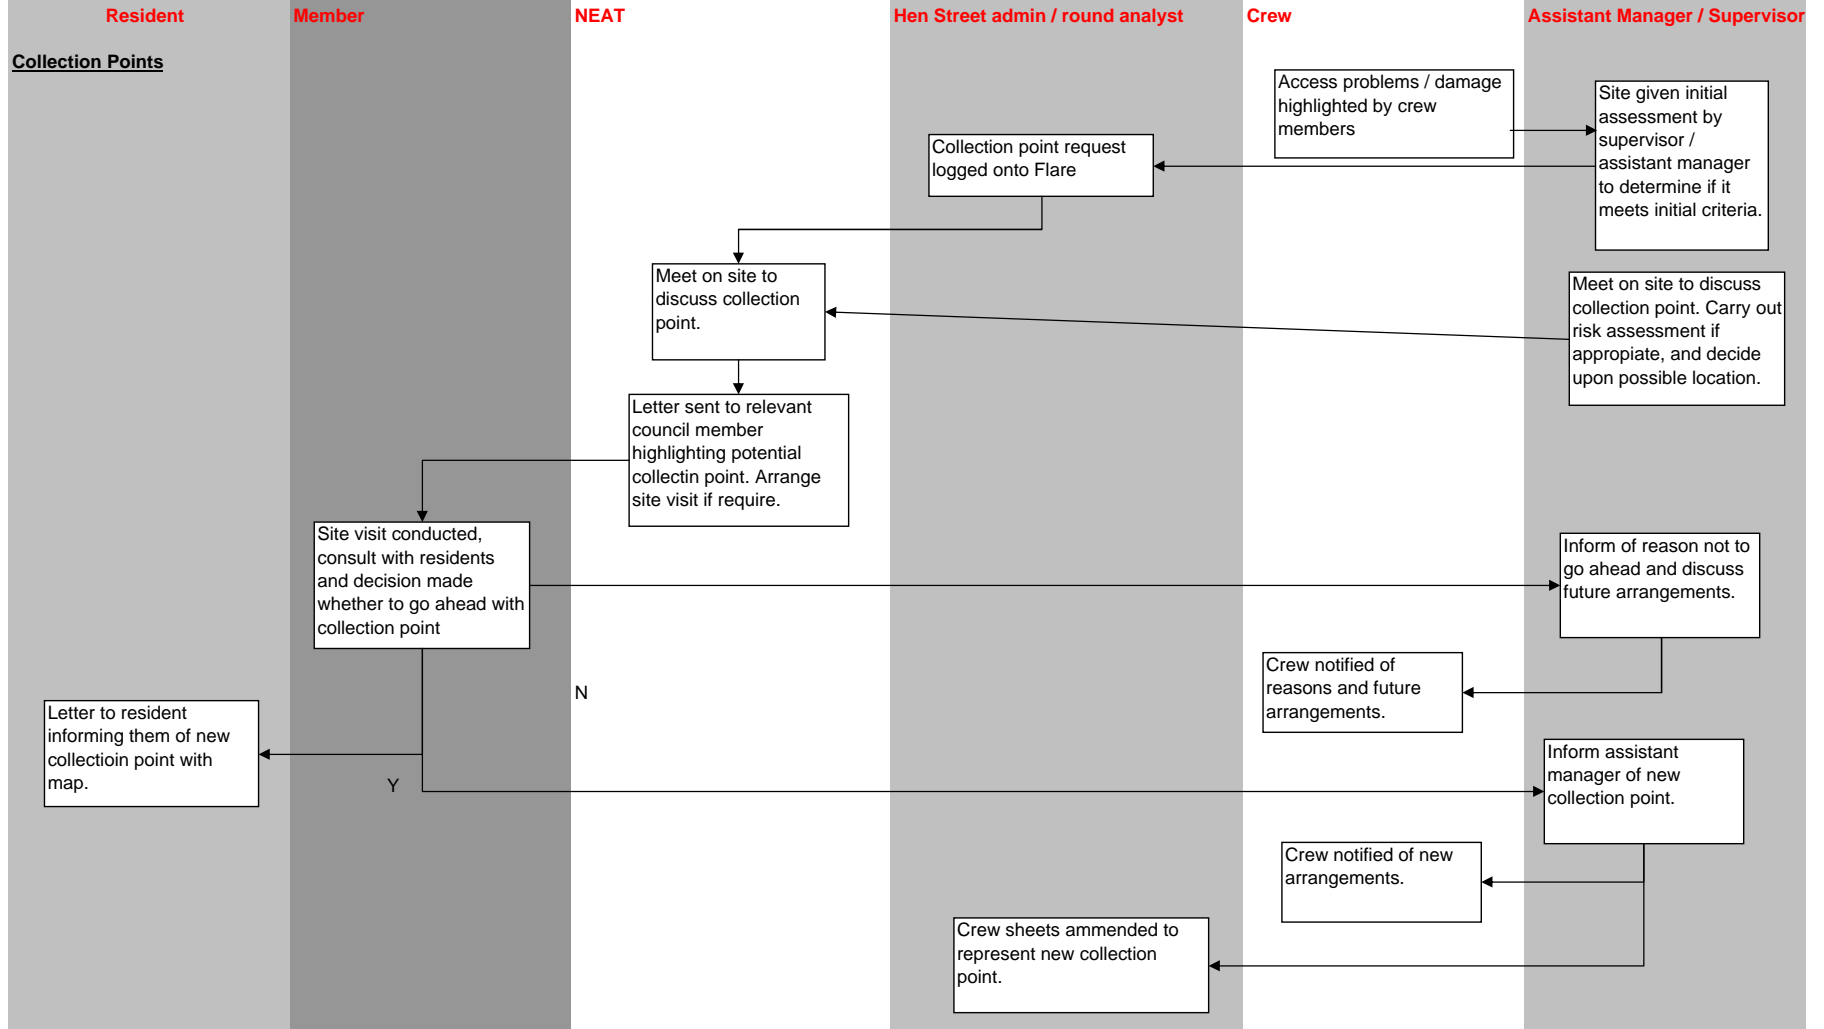 Resident
Member
NEAT
Hen Street admin / round analyst
Crew
Assistant Manager / Supervisor
Collection Points
Access problems / damage
highlighted by crew
members
Site given initial
assessment by
supervisor /
assistant manager
to determine if it
meets initial criteria.
Collection point request
logged onto Flare
Meet on site to
discuss collection
point.
Meet on site to discuss
collection point. Carry out
risk assessment if
appropiate, and decide
upon possible location.
Letter sent to relevant
council member
highlighting potential
collectin point. Arrange
site visit if require.
Site visit conducted,
consult with residents
and decision made
whether to go ahead with
collection point
Inform of reason not to
go ahead and discuss
future arrangements.
Crew notified of
reasons and future
arrangements.
N
Letter to resident
informing them of new
collectioin point with
map.
Y
Inform assistant
manager of new
collection point.
Crew notified of new
arrangements.
Crew sheets ammended to
represent new collection
point.